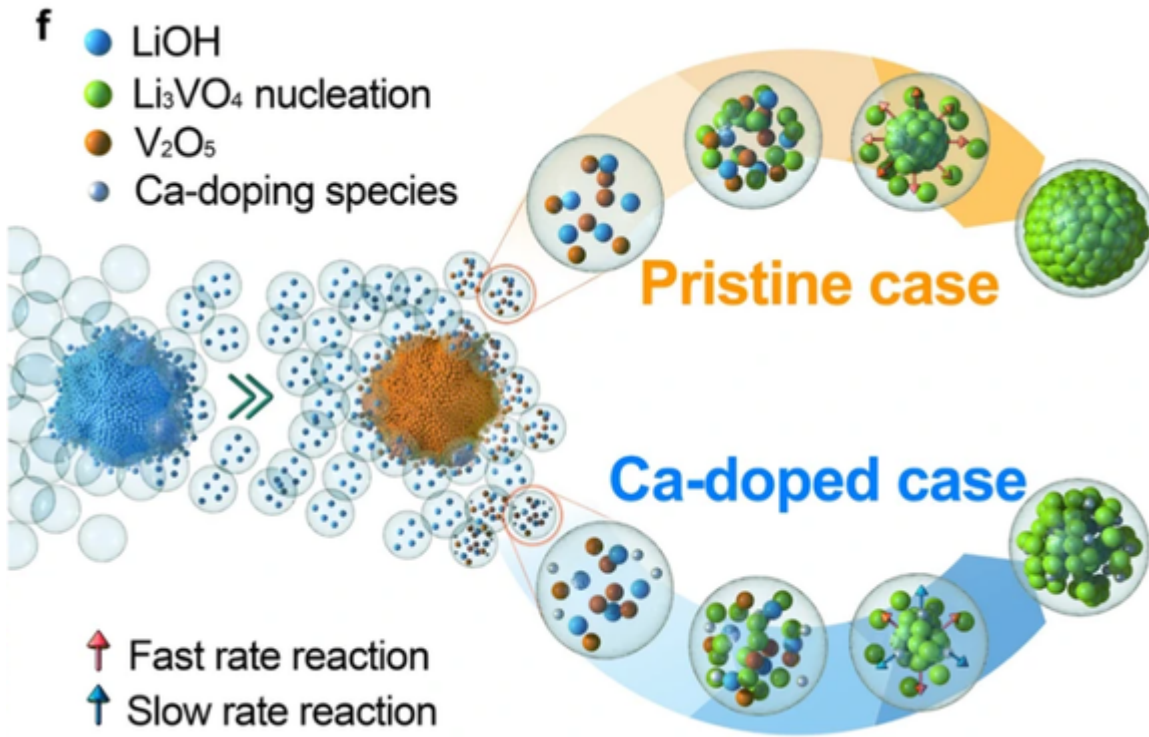 f
LiOH
Li₃VO₄ nucleation
V₂O₅
Ca-doping species
Pristine case
Ca-doped case
Fast rate reaction
Slow rate reaction